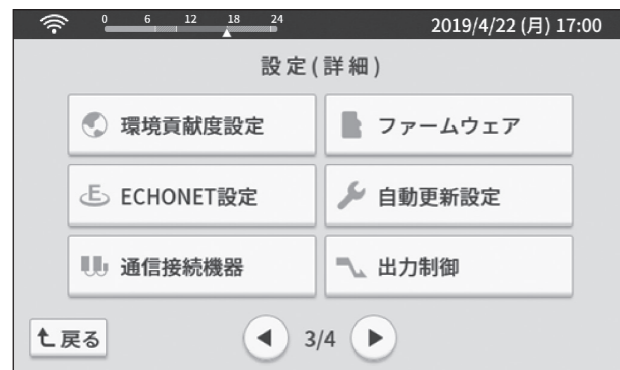 0 6 12 18 24 2019/4/22 (月) 17:00
設定(詳細)
環境貢献度設定 ファームウェア
ECHONET設定 自動更新設定
通信接続機器 出力制御
戻る 3/4